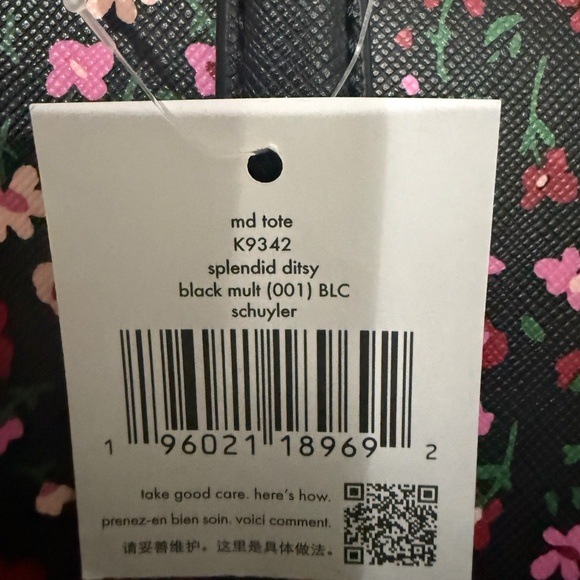 md tote
K9342
splendid ditsy
black mult (001) BLC
schuyler
1 96021 18969 2
take good care. here's how.
prenez-en bien soin. voici comment.
请妥善维护。这里是具体做法。